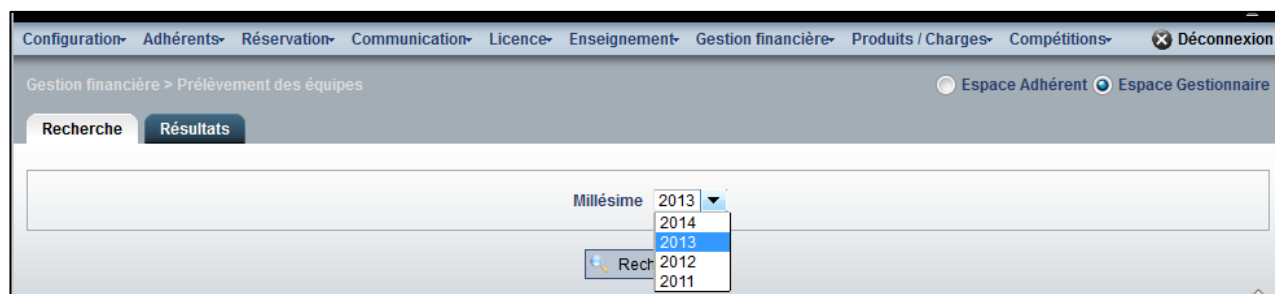 Configuration Adhérents Réservation Communication Licence Enseignement Gestion financière Produits / Charges Compétitions Déconnexion
Gestion financière > Prélèvement des équipes Espace Adhérent Espace Gestionnaire
Recherche Résultats
Millésime 2013
2014
2013
Rech 2012
2011